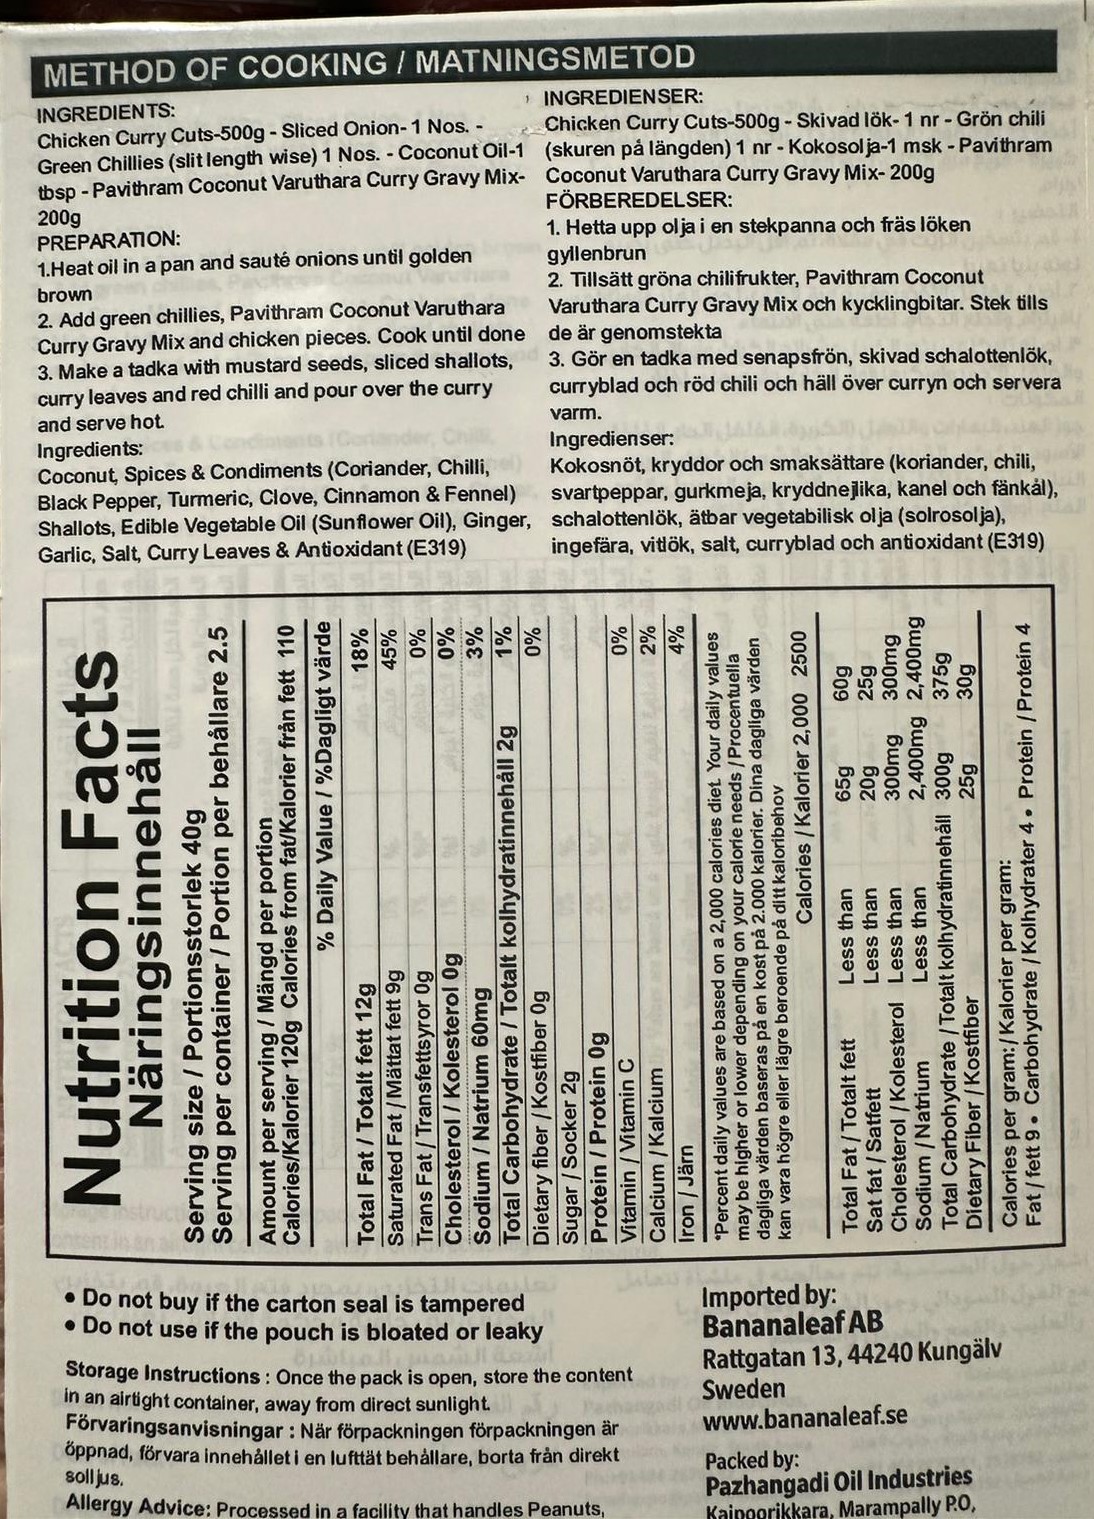 METHOD OF COOKING / MATNINGSMETOD
INGREDIENTS:
Chicken Curry Cuts-500g - Sliced Onion- 1 Nos. -
Green Chillies (slit length wise) 1 Nos. - Coconut Oil-1
tbsp - Pavithram Coconut Varuthara Curry Gravy Mix-
200g
PREPARATION:
1.Heat oil in a pan and sauté onions until golden
brown
2. Add green chillies, Pavithram Coconut Varuthara
Curry Gravy Mix and chicken pieces. Cook until done
3. Make a tadka with mustard seeds, sliced shallots,
curry leaves and red chilli and pour over the curry
and serve hot.
Ingredients:
Coconut, Spices & Condiments (Coriander, Chilli,
Black Pepper, Turmeric, Clove, Cinnamon & Fennel)
Shallots, Edible Vegetable Oil (Sunflower Oil), Ginger,
Garlic, Salt, Curry Leaves & Antioxidant (E319)
INGREDIENSER:
Chicken Curry Cuts-500g - Skivad lök- 1 nr - Grön chili
(skuren på längden) 1 nr - Kokosolja-1 msk - Pavithram
Coconut Varuthara Curry Gravy Mix- 200g
FÖRBEREDELSER:
1. Hetta upp olja i en stekpanna och fräs löken
gyllenbrun
2. Tillsätt gröna chilifrukter, Pavithram Coconut
Varuthara Curry Gravy Mix och kycklingbitar. Stek tills
de är genomstekta
3. Gör en tadka med senapsfrön, skivad schalottenlök,
curryblad och röd chili och häll över curryn och servera
varm.
Ingredienser:
Kokosnöt, kryddor och smaksättare (koriander, chili,
svartpeppar, gurkmeja, kryddnejlika, kanel och fänkål),
schalottenlök, ätbar vegetabilisk olja (solrosolja),
ingefära, vitlök, salt, curryblad och antioxidant (E319)
Nutrition Facts
Näringsinnehåll
Serving size / Portionsstorlek 40g
Serving per container / Portion per behållare 2.5
Amount per serving / Mängd per portion
Calories/Kalorier 120g Calories from fat/Kalorier från fett 110
% Daily Value / %Dagligt värde
Total Fat / Totalt fett 12g 18%
Saturated Fat / Mättat fett 9g 45%
Trans Fat / Transfettsyror 0g 0%
Cholesterol / Kolesterol 0g 0%
Sodium / Natrium 60mg 3%
Total Carbohydrate / Totalt kolhydratinnehåll 2g 1%
Dietary fiber / Kostfiber 0g 0%
Sugar / Socker 2g
Protein / Protein 0g
Vitamin / Vitamin C 0%
Calcium / Kalcium 2%
Iron / Järn 4%
*Percent daily values are based on a 2,000 calories diet. Your daily values
may be higher or lower depending on your calorie needs / Procentuella
dagliga värden baseras på en kost på 2.000 kalorier. Dina dagliga värden
kan vara högre eller lägre beroende på ditt kaloribehov
Calories / Kalorier 2,000 2500
Total Fat / Totalt fett Less than 65g 60g
Sat fat / Satfett Less than 20g 25g
Cholesterol / Kolesterol Less than 300mg 300mg
Sodium / Natrium Less than 2,400mg 2,400mg
Total Carbohydrate / Totalt kolhydratinnehåll 300g 375g
Dietary Fiber / Kostfiber 25g 30g
Calories per gram: / Kalorier per gram:
Fat / fett 9 • Carbohydrate / Kolhydrater 4 • Protein / Protein 4
• Do not buy if the carton seal is tampered
• Do not use if the pouch is bloated or leaky
Storage Instructions : Once the pack is open, store the content
in an airtight container, away from direct sunlight.
Förvaringsanvisningar : När förpackningen förpackningen är
öppnad, förvara innehållet i en lufttät behållare, borta från direkt
solljus.
Allergy Advice: Processed in a facility that handles Peanuts,
Imported by:
Bananaleaf AB
Rattgatan 13, 44240 Kungälv
Sweden
www.bananaleaf.se
Packed by:
Pazhangadi Oil Industries
Kaipoorikkara, Marampally P.O,